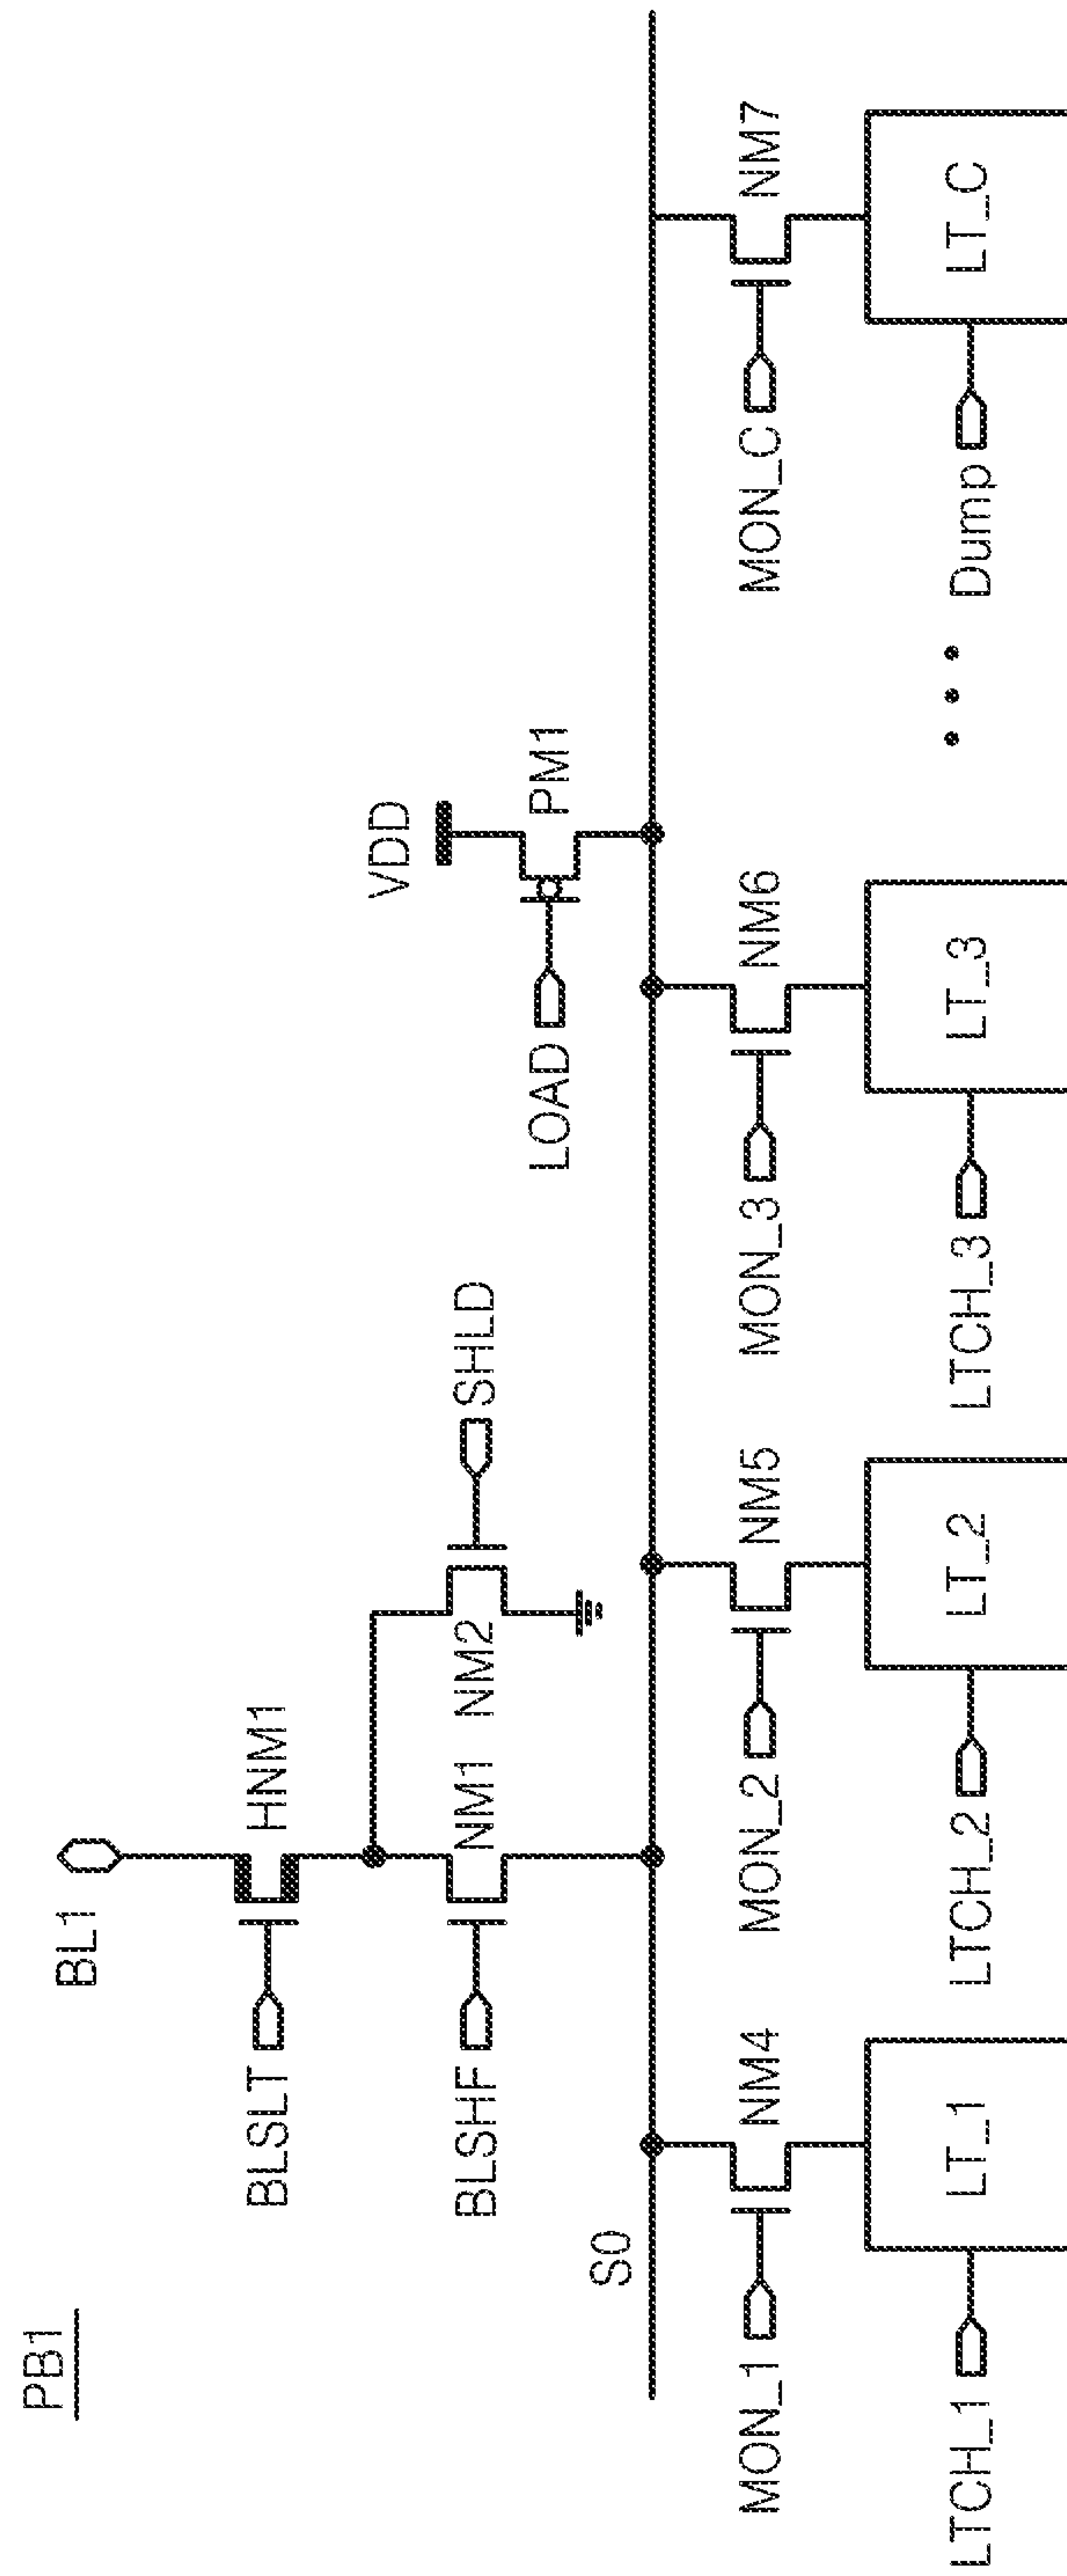 PB1
BL1
BLSLT
HNM1
BLSHF
NM1
NM2
SHLD
VDD
LOAD
PM1
SO
MON_1
NM4
MON_2
NM5
MON_3
NM6
MON_C
NM7
LTCH_1
LT_1
LTCH_2
LT_2
LTCH_3
LT_3
• • •
Dump
LT_C